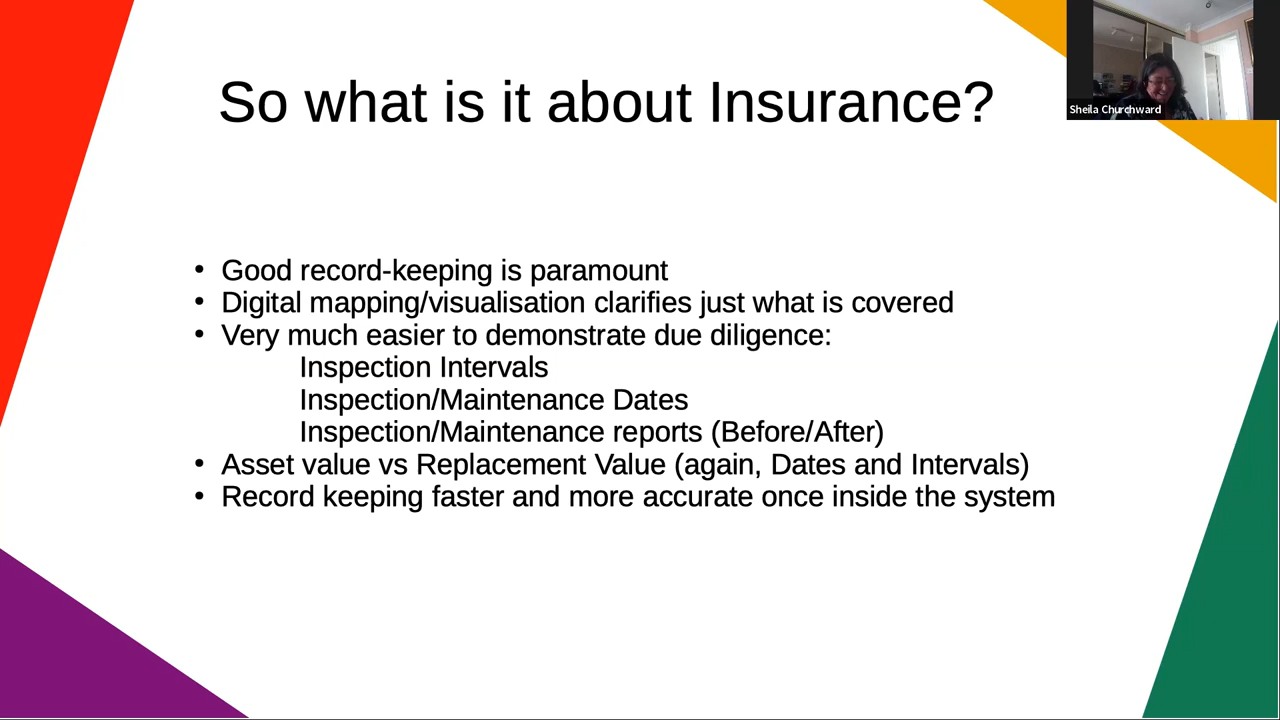 So what is it about Insurance?
Sheila Churchward
• Good record-keeping is paramount
• Digital mapping/visualisation clarifies just what is covered
• Very much easier to demonstrate due diligence:
Inspection Intervals
Inspection/Maintenance Dates
Inspection/Maintenance reports (Before/After)
• Asset value vs Replacement Value (again, Dates and Intervals)
• Record keeping faster and more accurate once inside the system